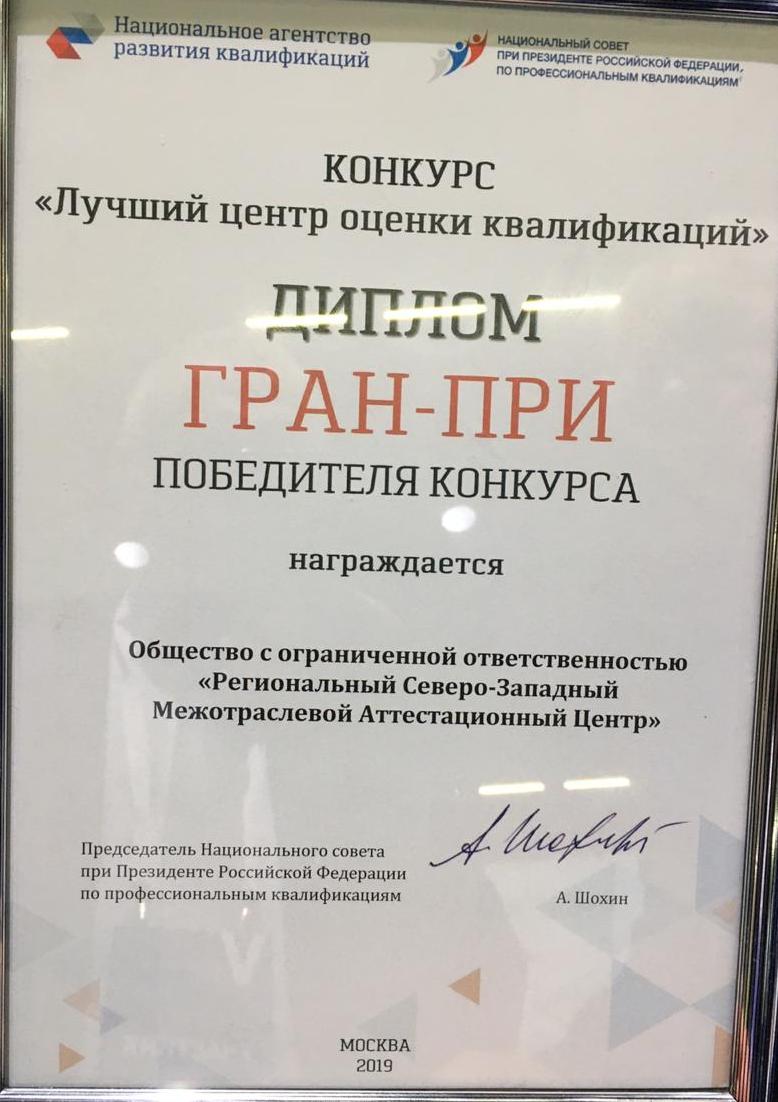 Национальное агентство
развития квалификаций
НАЦИОНАЛЬНЫЙ СОВЕТ
ПРИ ПРЕЗИДЕНТЕ РОССИЙСКОЙ ФЕДЕРАЦИИ,
ПО ПРОФЕССИОНАЛЬНЫМ КВАЛИФИКАЦИЯМ
КОНКУРС
«Лучший центр оценки квалификаций»
ДИПЛОМ
ГРАН-ПРИ
ПОБЕДИТЕЛЯ КОНКУРСА
награждается
Общество с ограниченной ответственностью
«Региональный Северо-Западный
Межотраслевой Аттестационный Центр»
Председатель Национального совета
при Президенте Российской Федерации
по профессиональным квалификациям
А. Шохин
А. Шохин
МОСКВА
2019